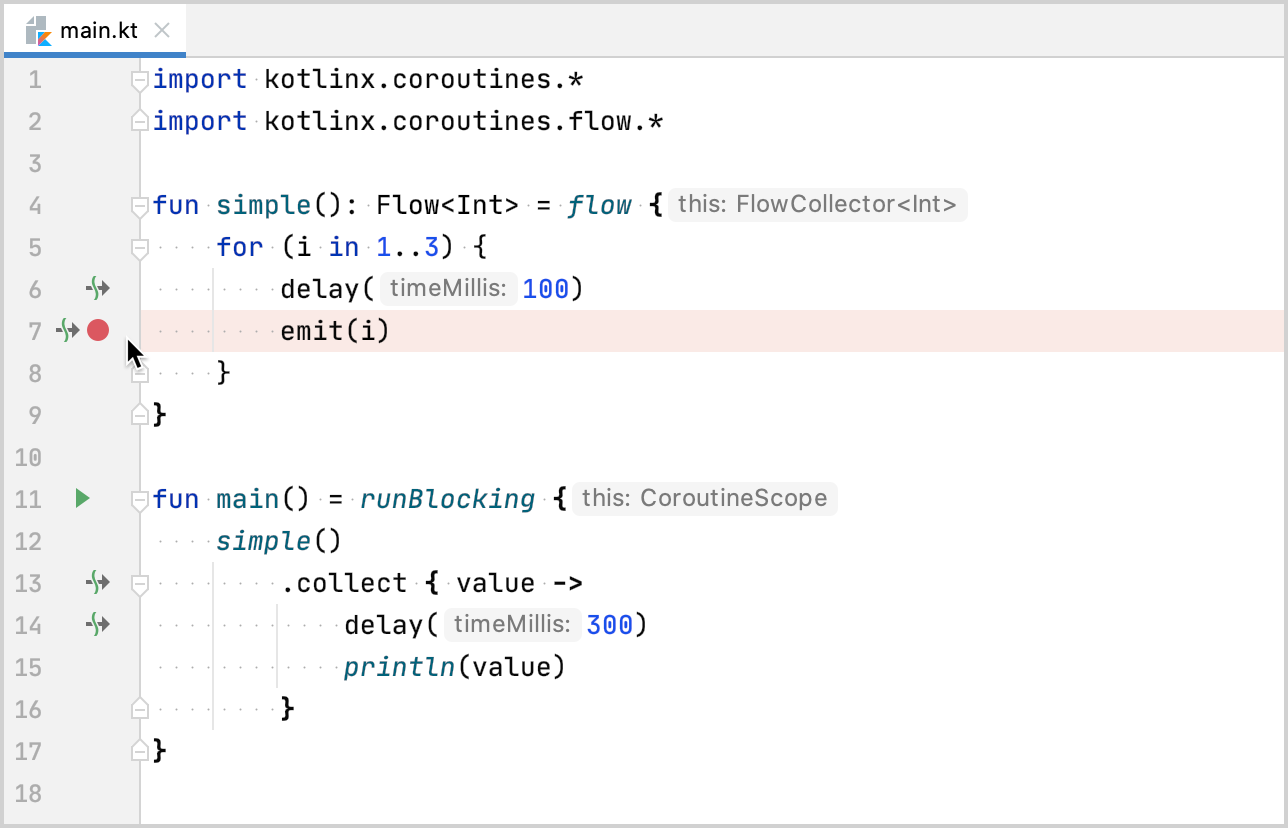 main.kt
1 import kotlinx.coroutines.*
2 import kotlinx.coroutines.flow.*
3
4 fun simple(): Flow<Int> = flow { this: FlowCollector<Int>
5 for (i in 1..3) {
6 delay( timeMillis: 100)
7 emit(i)
8 }
9 }
10
11 fun main() = runBlocking { this: CoroutineScope
12 simple()
13 .collect { value ->
14 delay( timeMillis: 300)
15 println(value)
16 }
17 }
18